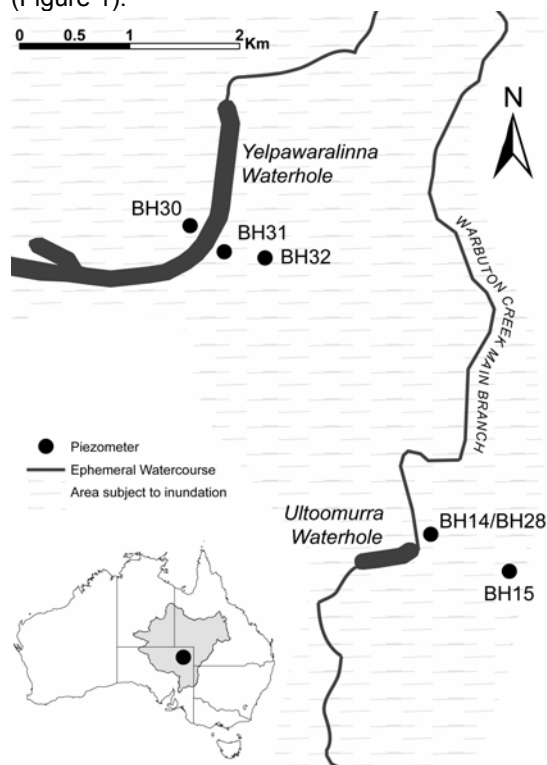 (Figure 1).
0 0.5 1 2
Km
N
Yelpawaralinna
Waterhole
BH30
BH31
BH32
WARBUTON CREEK MAIN BRANCH
Piezometer
Ephemeral Watercourse
Area subject to inundation
Ultoomurra
Waterhole
BH14/BH28
BH15